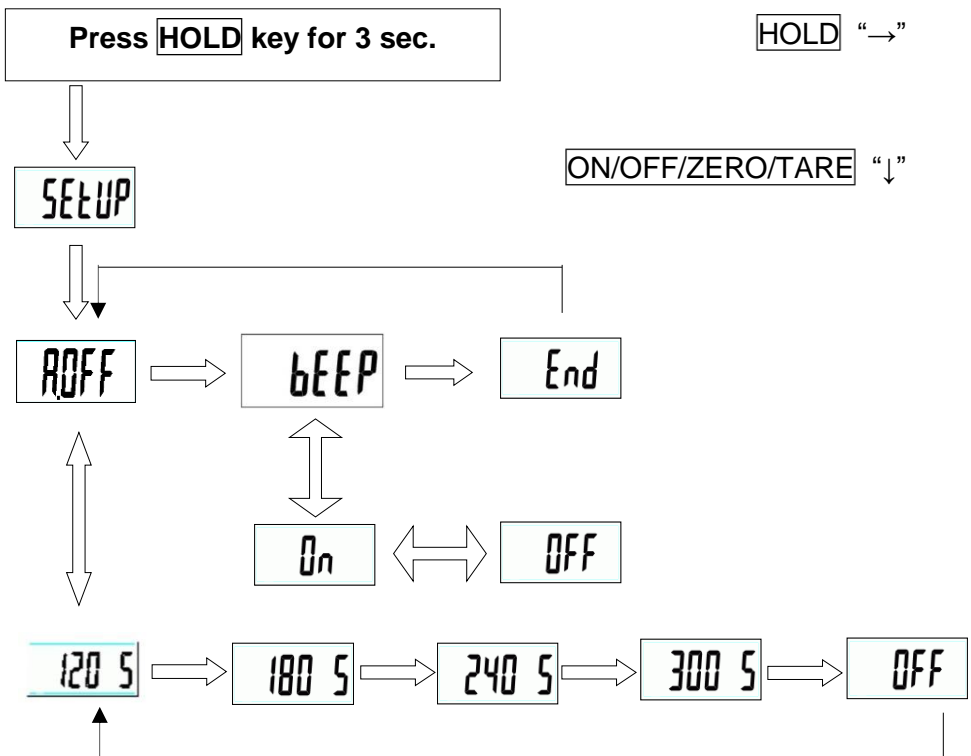 Press HOLD key for 3 sec.
HOLD “→”
ON/OFF/ZERO/TARE “↓”
SEtUP
A.OFF
bEEP
End
On
OFF
120 S
180 S
240 S
300 S
OFF